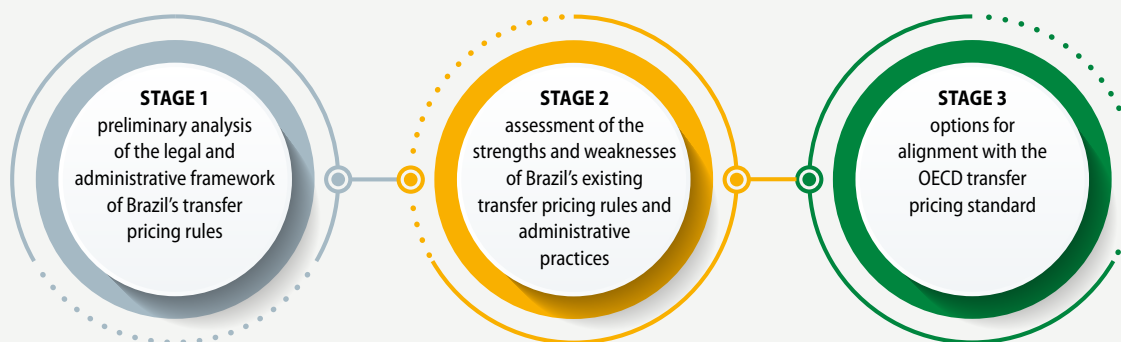 STAGE 1
preliminary analysis
of the legal and
administrative framework
of Brazil's transfer
pricing rules
STAGE 2
assessment of the
strengths and weaknesses
of Brazil's existing
transfer pricing rules and
administrative
practices
STAGE 3
options for
alignment with the
OECD transfer
pricing standard